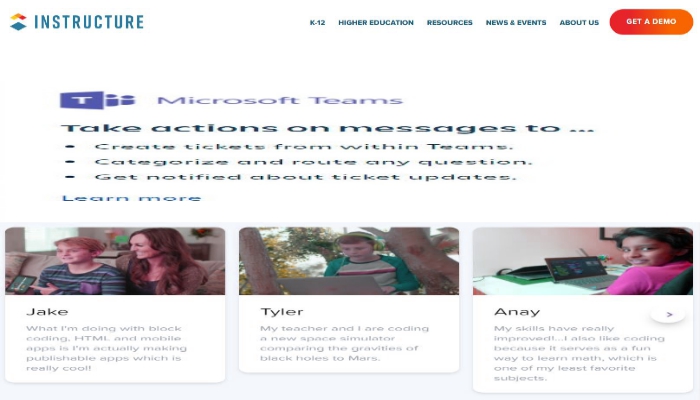 INSTRUCTURE
K-12 HIGHER EDUCATION RESOURCES NEWS & EVENTS ABOUT US GET A DEMO
T Microsoft Teams
Take actions on messages to ...
• Create tickets from within Teams.
• Categorize and route any question.
• Get notified about ticket updates.
Learn more
Jake
What I'm doing with block
coding, HTML and mobile
apps is I'm actually making
publishable apps which is
really cool!
Tyler
My teacher and I are coding
a new space simulator
comparing the gravities of
black holes to Mars.
Anay
>
My skills have really
improved!...I also like coding
because it serves as a fun
way to learn math, which is
one of my least favorite
subjects.